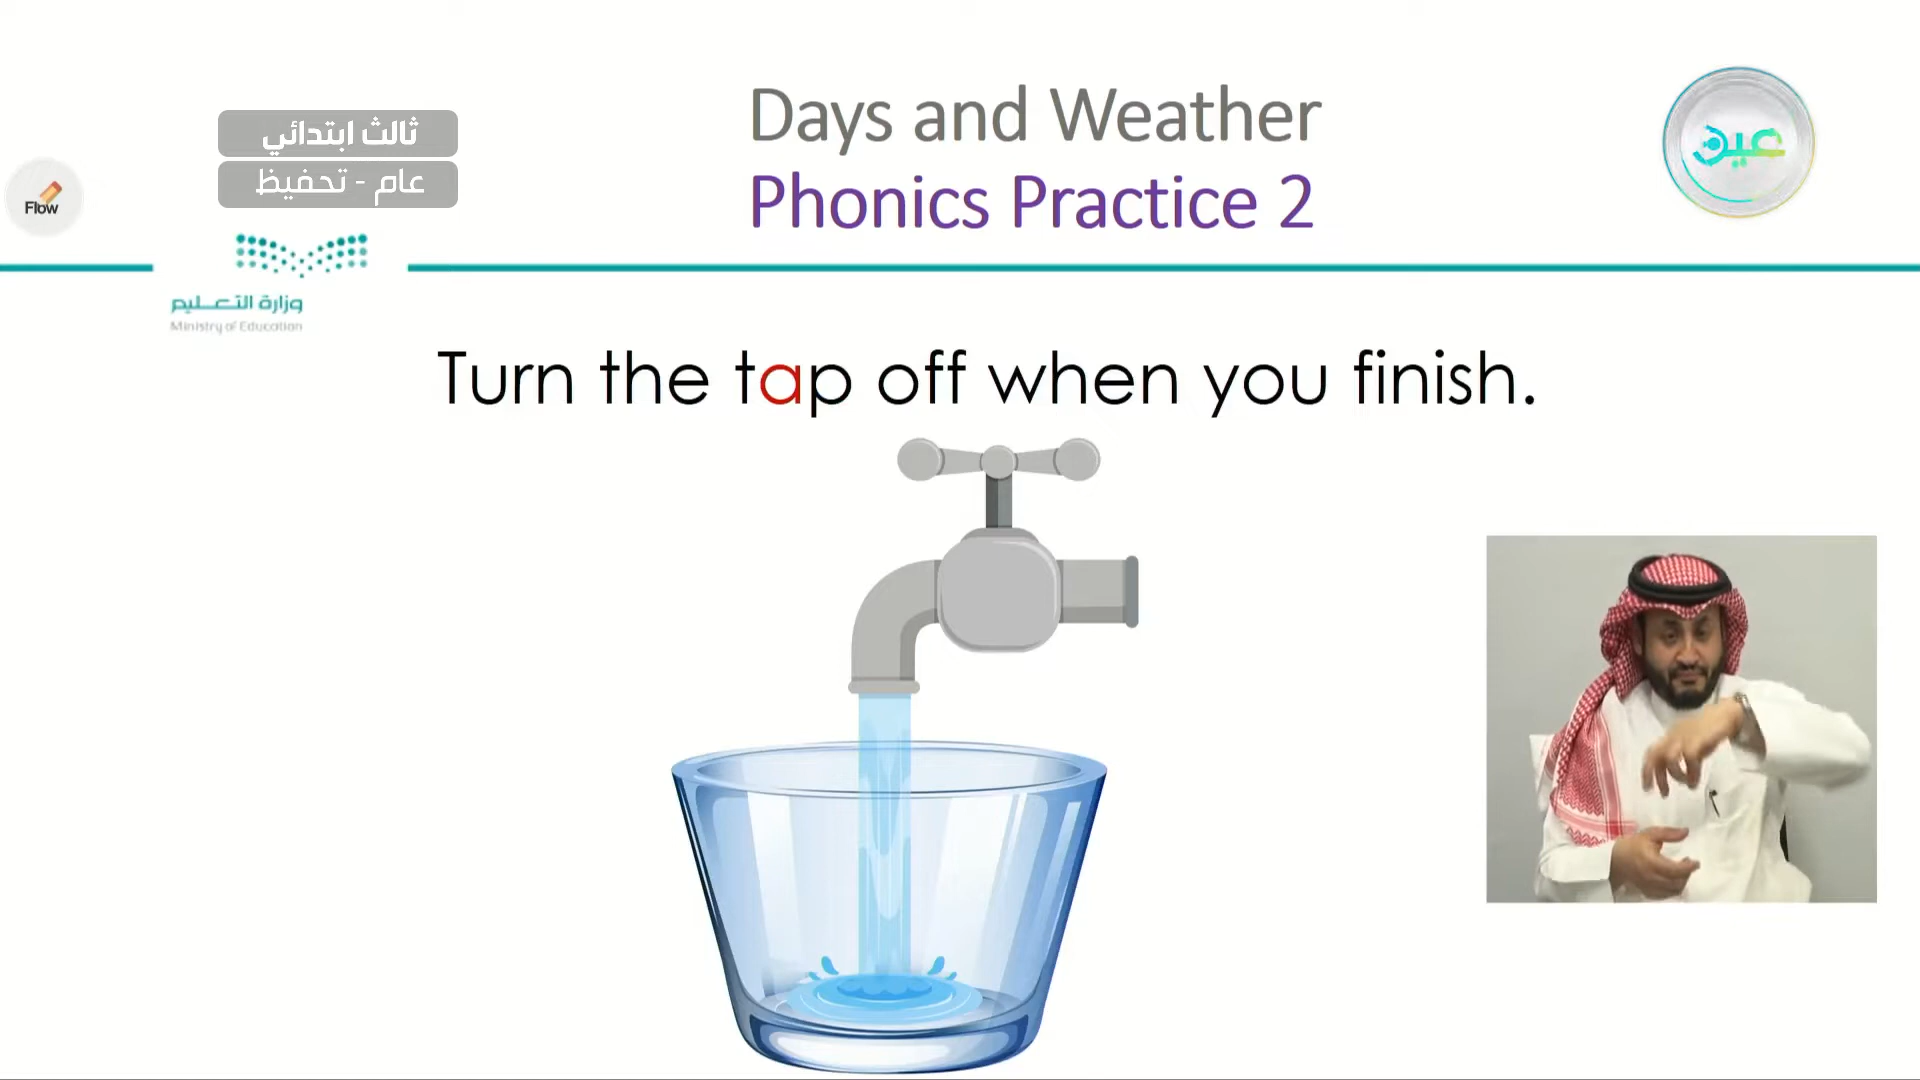 Days and Weather
Phonics Practice 2
ثالث ابتدائي
عام - تحفيظ
عين
Flow
وزارة التعليم
Ministry of Education
Turn the tap off when you finish.